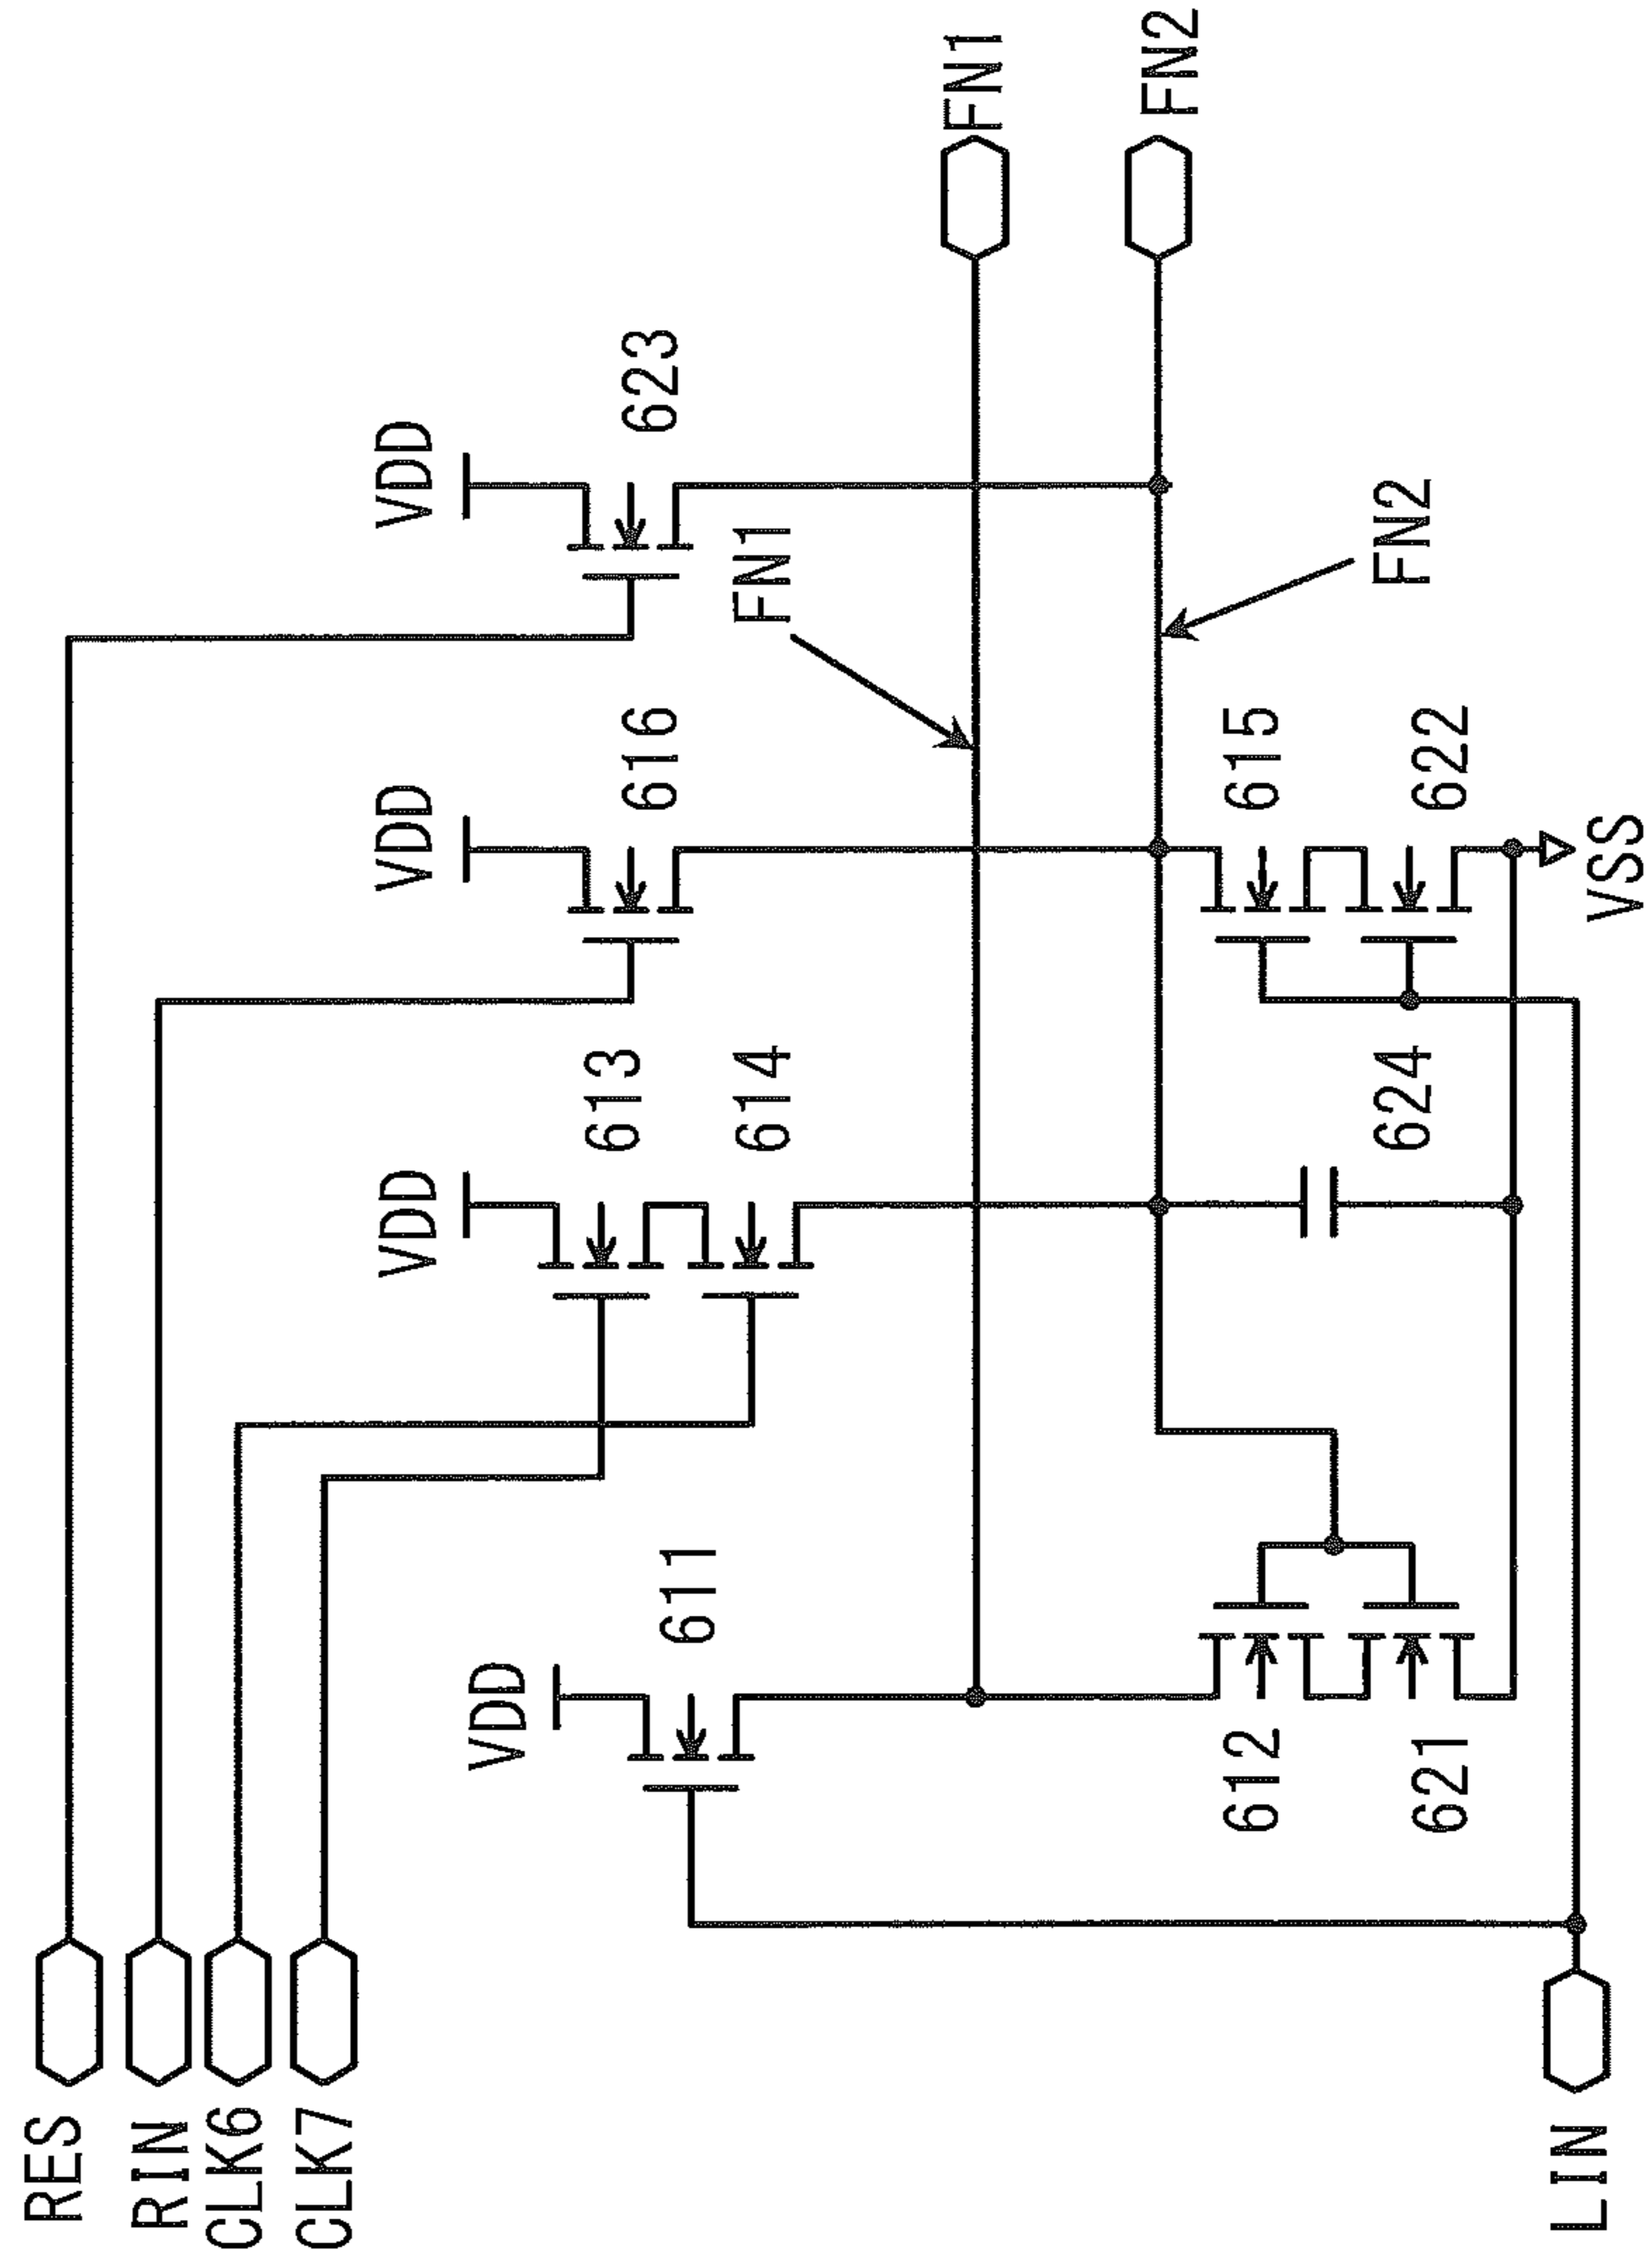 RES
RIN
CLK6
CLK7
LIN
VDD
611
612
621
VDD
613
614
624
VDD
616
615
622
VSS
VDD
623
FN1
FN2
FN1
FN2